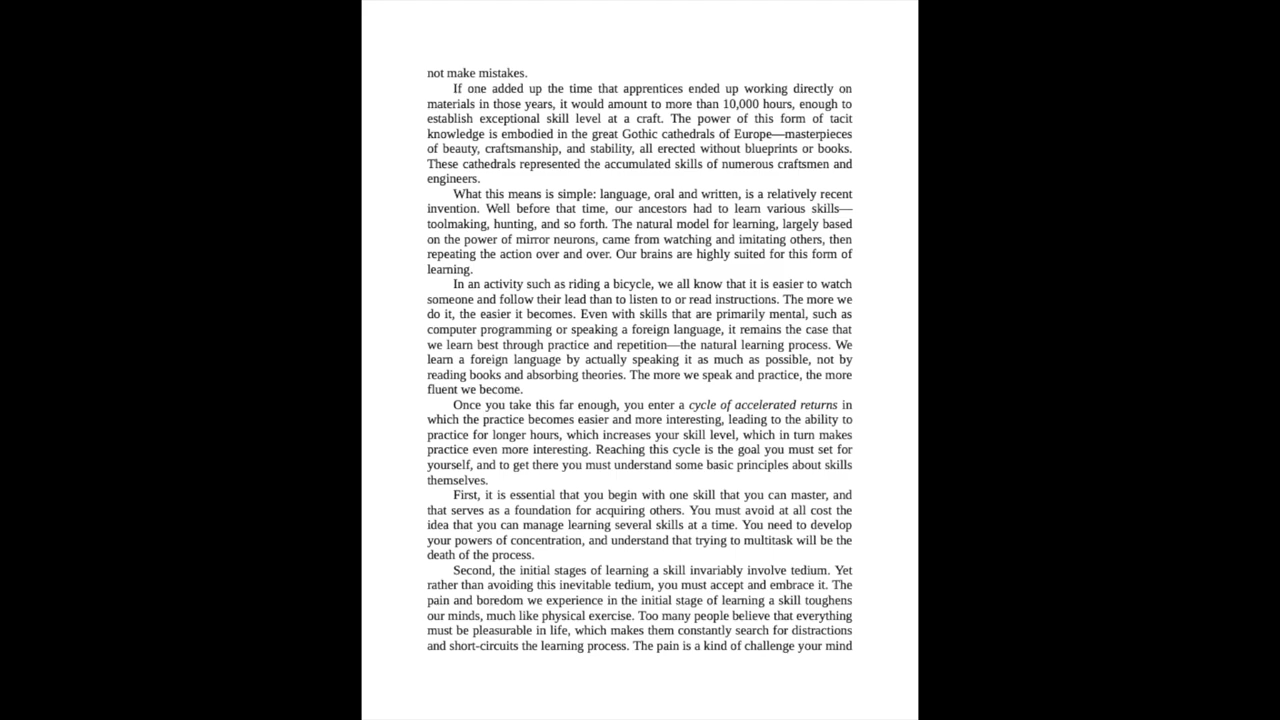 not make mistakes.
If one added up the time that apprentices ended up working directly on
materials in those years, it would amount to more than 10,000 hours, enough to
establish exceptional skill level at a craft. The power of this form of tacit
knowledge is embodied in the great Gothic cathedrals of Europe—masterpieces
of beauty, craftsmanship, and stability, all erected without blueprints or books.
These cathedrals represented the accumulated skills of numerous craftsmen and
engineers.
What this means is simple: language, oral and written, is a relatively recent
invention. Well before that time, our ancestors had to learn various skills—
toolmaking, hunting, and so forth. The natural model for learning, largely based
on the power of mirror neurons, came from watching and imitating others, then
repeating the action over and over. Our brains are highly suited for this form of
learning.
In an activity such as riding a bicycle, we all know that it is easier to watch
someone and follow their lead than to listen to or read instructions. The more we
do it, the easier it becomes. Even with skills that are primarily mental, such as
computer programming or speaking a foreign language, it remains the case that
we learn best through practice and repetition—the natural learning process. We
learn a foreign language by actually speaking it as much as possible, not by
reading books and absorbing theories. The more we speak and practice, the more
fluent we become.
Once you take this far enough, you enter a cycle of accelerated returns in
which the practice becomes easier and more interesting, leading to the ability to
practice for longer hours, which increases your skill level, which in turn makes
practice even more interesting. Reaching this cycle is the goal you must set for
yourself, and to get there you must understand some basic principles about skills
themselves.
First, it is essential that you begin with one skill that you can master, and
that serves as a foundation for acquiring others. You must avoid at all cost the
idea that you can manage learning several skills at a time. You need to develop
your powers of concentration, and understand that trying to multitask will be the
death of the process.
Second, the initial stages of learning a skill invariably involve tedium. Yet
rather than avoiding this inevitable tedium, you must accept and embrace it. The
pain and boredom we experience in the initial stage of learning a skill toughens
our minds, much like physical exercise. Too many people believe that everything
must be pleasurable in life, which makes them constantly search for distractions
and short-circuits the learning process. The pain is a kind of challenge your mind